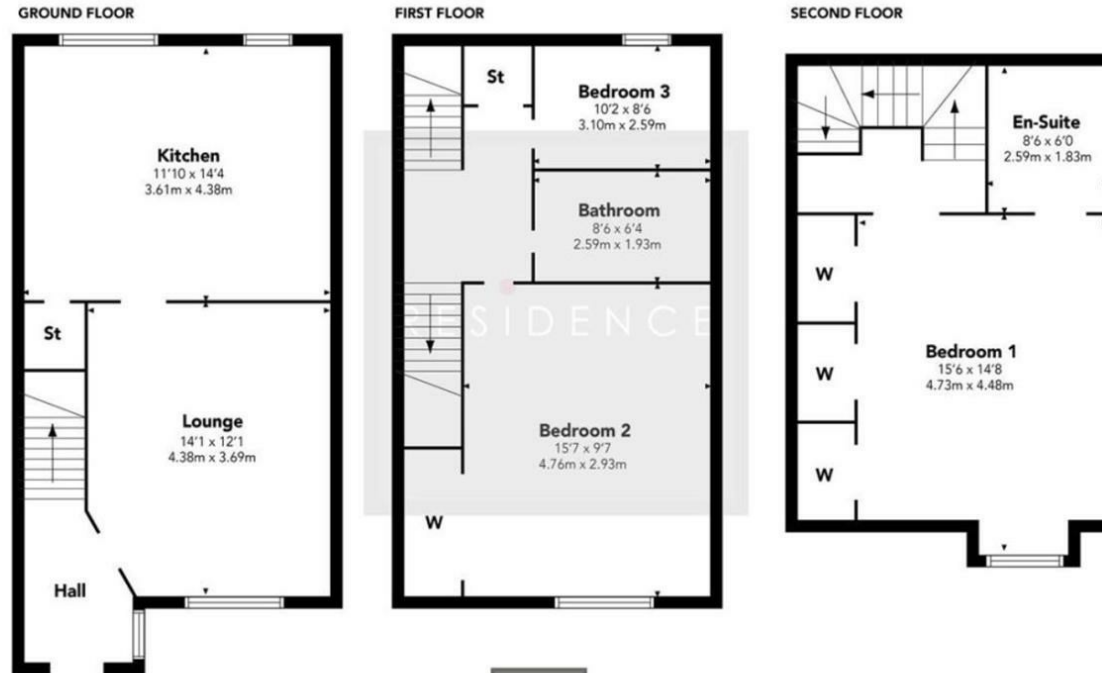 GROUND FLOOR
Kitchen
11'10 x 14'4
3.61m x 4.38m
St
Lounge
14'1 x 12'1
4.38m x 3.69m
Hall
FIRST FLOOR
St
Bedroom 3
10'2 x 8'6
3.10m x 2.59m
Bathroom
8'6 x 6'4
2.59m x 1.93m
RESIDENCE
Bedroom 2
15'7 x 9'7
4.76m x 2.93m
W
SECOND FLOOR
En-Suite
8'6 x 6'0
2.59m x 1.83m
W
Bedroom 1
15'6 x 14'8
4.73m x 4.48m
W
W